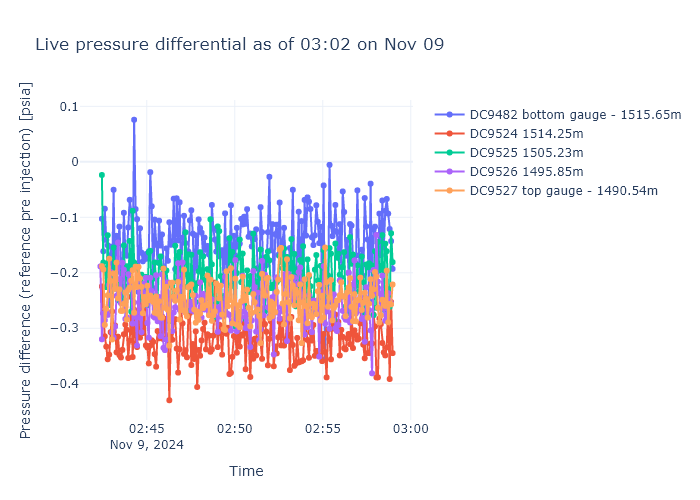 Live pressure differential as of 03:02 on Nov 09
Pressure difference (reference pre injection) [psia]
0.1
0
−0.1
−0.2
−0.3
−0.4
02:45
Nov 9, 2024
02:50
02:55
03:00
Time
DC9482 bottom gauge - 1515.65m
DC9524 1514.25m
DC9525 1505.23m
DC9526 1495.85m
DC9527 top gauge - 1490.54m